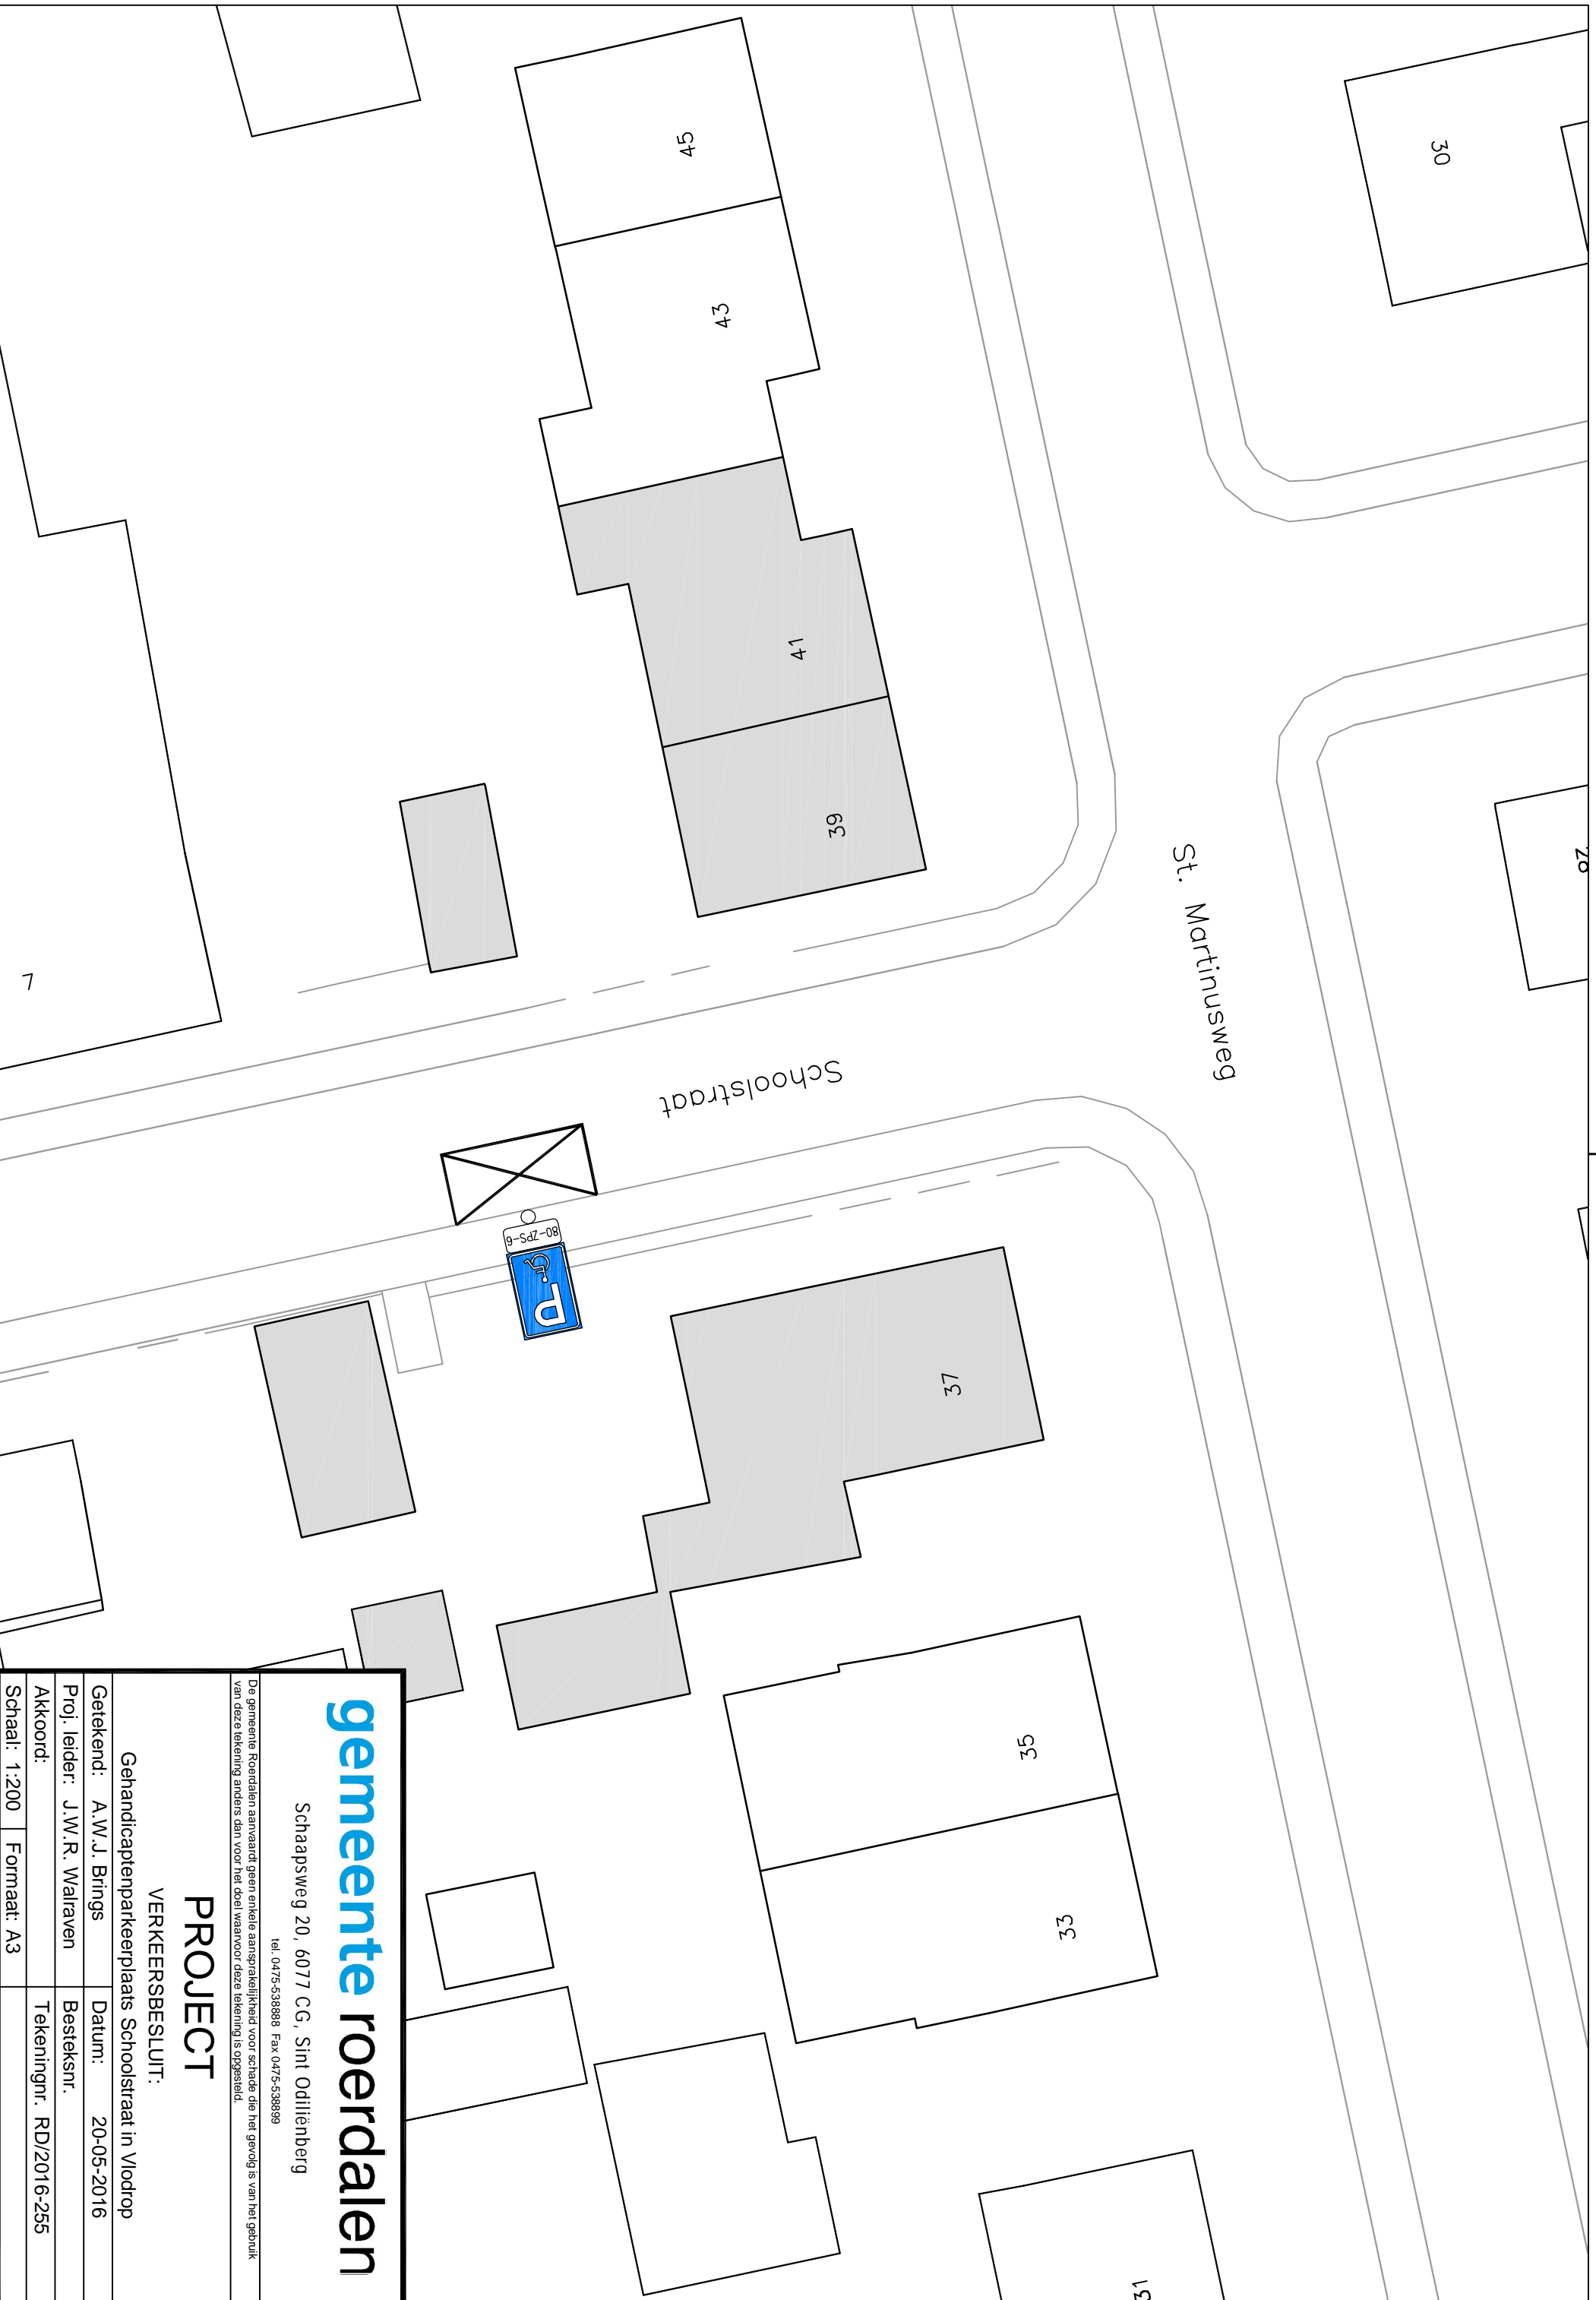 45
43
41
39
30
28
7
St. Martinusweg
Schoolstraat
80-ZPS-6
P
37
35
33
31
gemeente roerdalen
Schaapsweg 20, 6077 CG, Sint Odiliënberg
tel. 0475-538888 Fax 0475-538899
De gemeente Roerdalen aanvaardt geen enkele aansprakelijkheid voor schade die het gevolg is van het gebruik
van deze tekening anders dan voor het doel waarvoor deze tekening is opgesteld.
PROJECT
VERKEERSBESLUIT:
Gehandicaptenparkeerplaats Schoolstraat in Vlodrop
Getekend: A.W.J. Brings Datum: 20-05-2016
Proj. leider: J.W.R. Walraven Besteksnr.
Akkoord: Tekeningnr. RD/2016-255
Schaal: 1:200 Formaat: A3